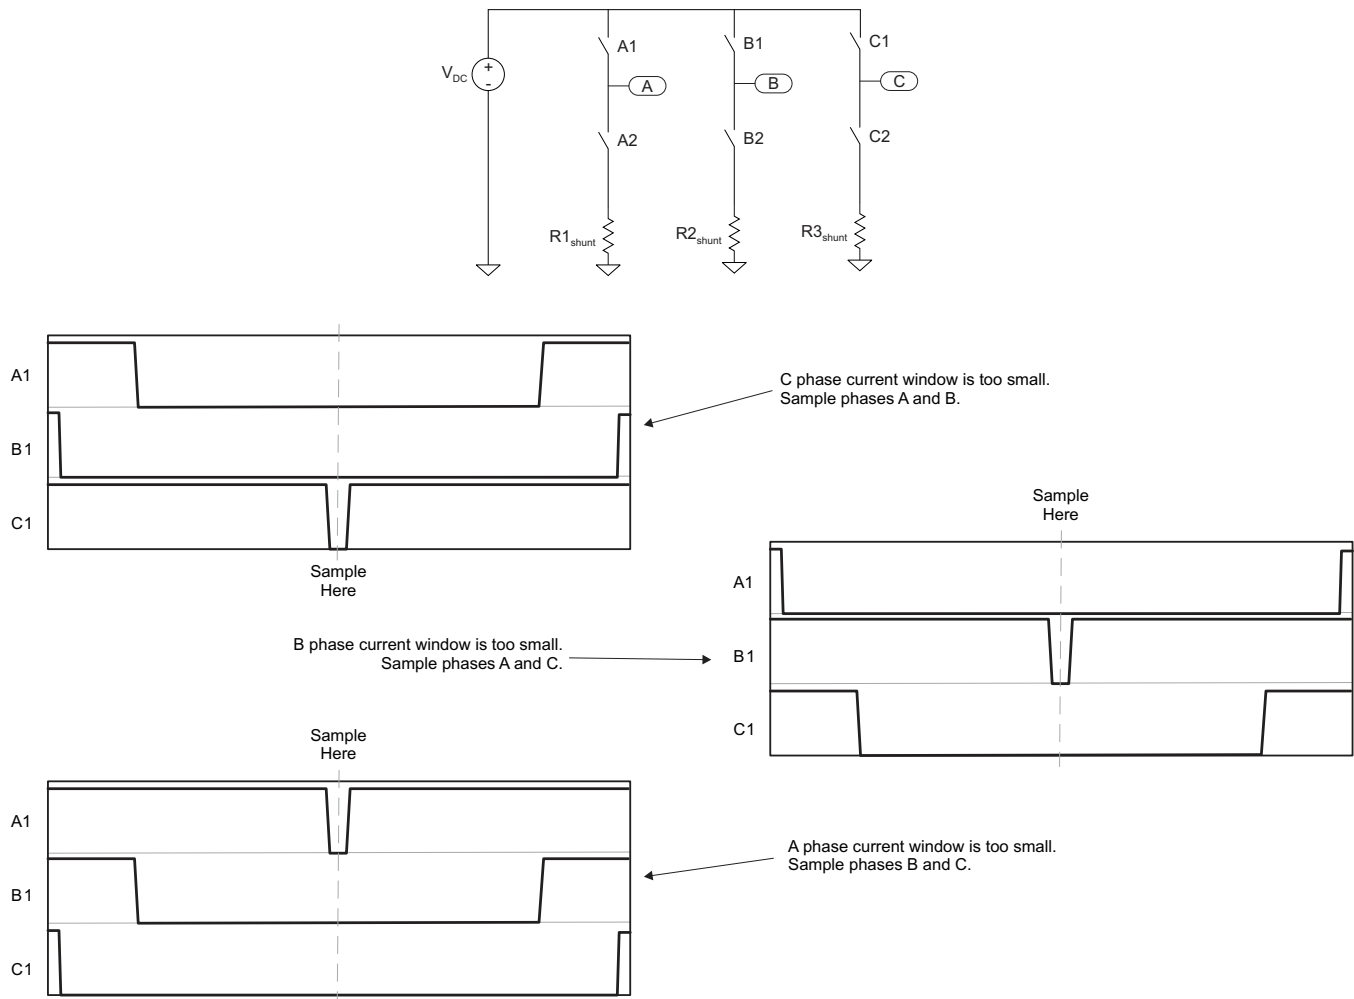 A1
B1
C1
V_DC
+
-
A
B
C
A2
B2
C2
R1_shunt
R2_shunt
R3_shunt
A1
B1
C1
Sample
Here
C phase current window is too small.
Sample phases A and B.
Sample
Here
A1
B1
C1
B phase current window is too small.
Sample phases A and C.
Sample
Here
A1
B1
C1
A phase current window is too small.
Sample phases B and C.